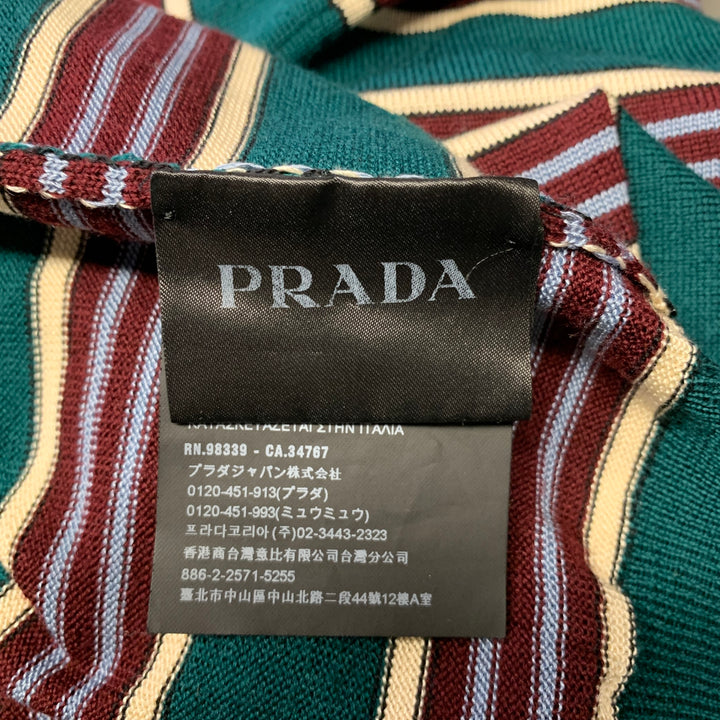 PRADA
ΚΑΤΑΣΚΕΥΑΖΕΤΑΙ ΣΤΗΝ ΙΤΑΛΙΑ
RN.98339 - CA.34767
プラダジャパン株式会社
0120-451-913(プラダ)
0120-451-993(ミュウミュウ)
프라다코리아 (주)02-3443-2323
香港商台灣意比有限公司台灣分公司
886-2-2571-5255
臺北市中山區中山北路二段44號12樓A室